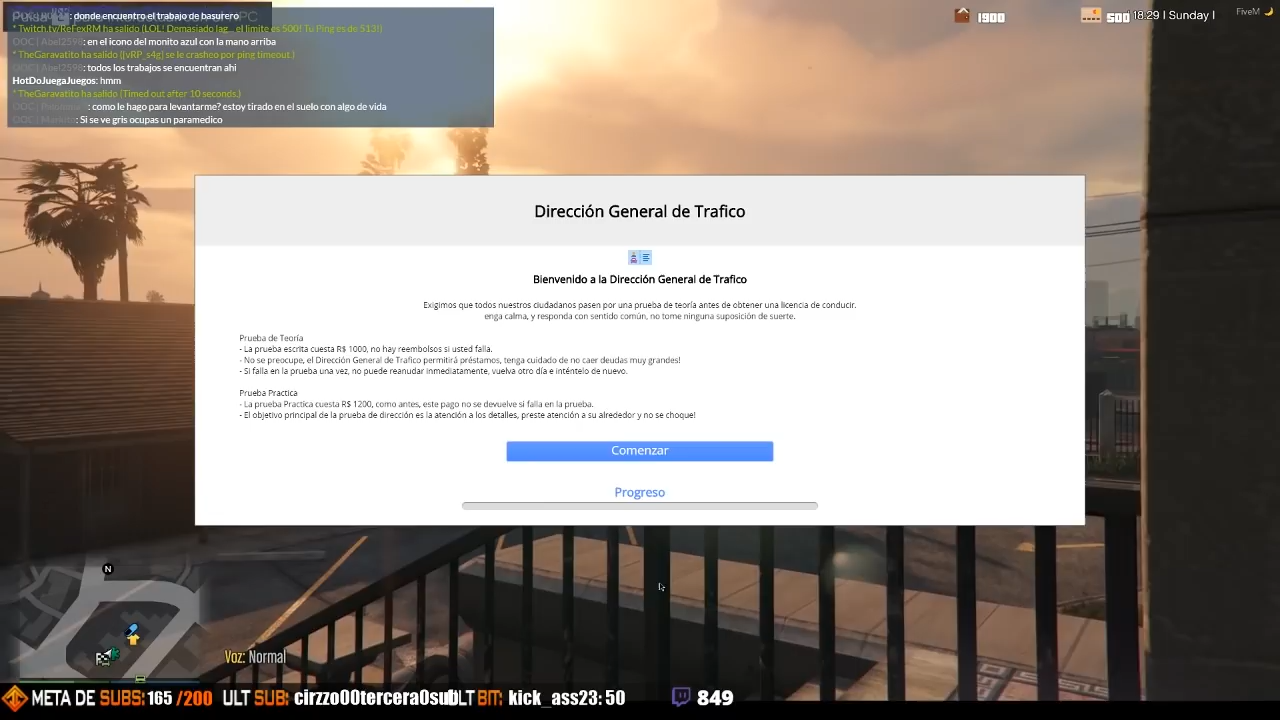 : donde encuentro el trabajo de basurero
* Twitch.tv/ReFexRM ha salido (LOL! Demasiado lag... el limite es 500! Tu Ping es de 513!)
OOC | Abel2598: en el icono del monito azul con la mano arriba
* TheGaravatito ha salido ([vRP_s4g] se le crasheo por ping timeout.)
OOC | Abel2598: todos los trabajos se encuentran ahi
HotDoJuegaJuegos: hmm
* TheGaravatito ha salido (Timed out after 10 seconds.)
OOC | : como le hago para levantarme? estoy tirado en el suelo con algo de vida
OOC | : Si se ve gris ocupas un paramedico
1900
500
18:29 | Sunday |
FiveM
Dirección General de Trafico
Bienvenido a la Dirección General de Trafico
Exigimos que todos nuestros ciudadanos pasen por una prueba de teoría antes de obtener una licencia de conducir.
enga calma, y responda con sentido común, no tome ninguna suposición de suerte.
Prueba de Teoría
- La prueba escrita cuesta R$ 1000, no hay reembolsos si usted falla.
- No se preocupe, el Dirección General de Trafico permitirá préstamos, tenga cuidado de no caer deudas muy grandes!
- Si falla en la prueba una vez, no puede reanudar inmediatamente, vuelva otro día e inténtelo de nuevo.
Prueba Practica
- La prueba Practica cuesta R$ 1200, como antes, este pago no se devuelve si falla en la prueba.
- El objetivo principal de la prueba de dirección es la atención a los detalles, preste atención a su alrededor y no se choque!
Comenzar
Progreso
N
Voz: Normal
META DE SUBS: 165 /200 ULT SUB: cirzzo00tercera0sub ULT BIT: kick_ass23: 50 849